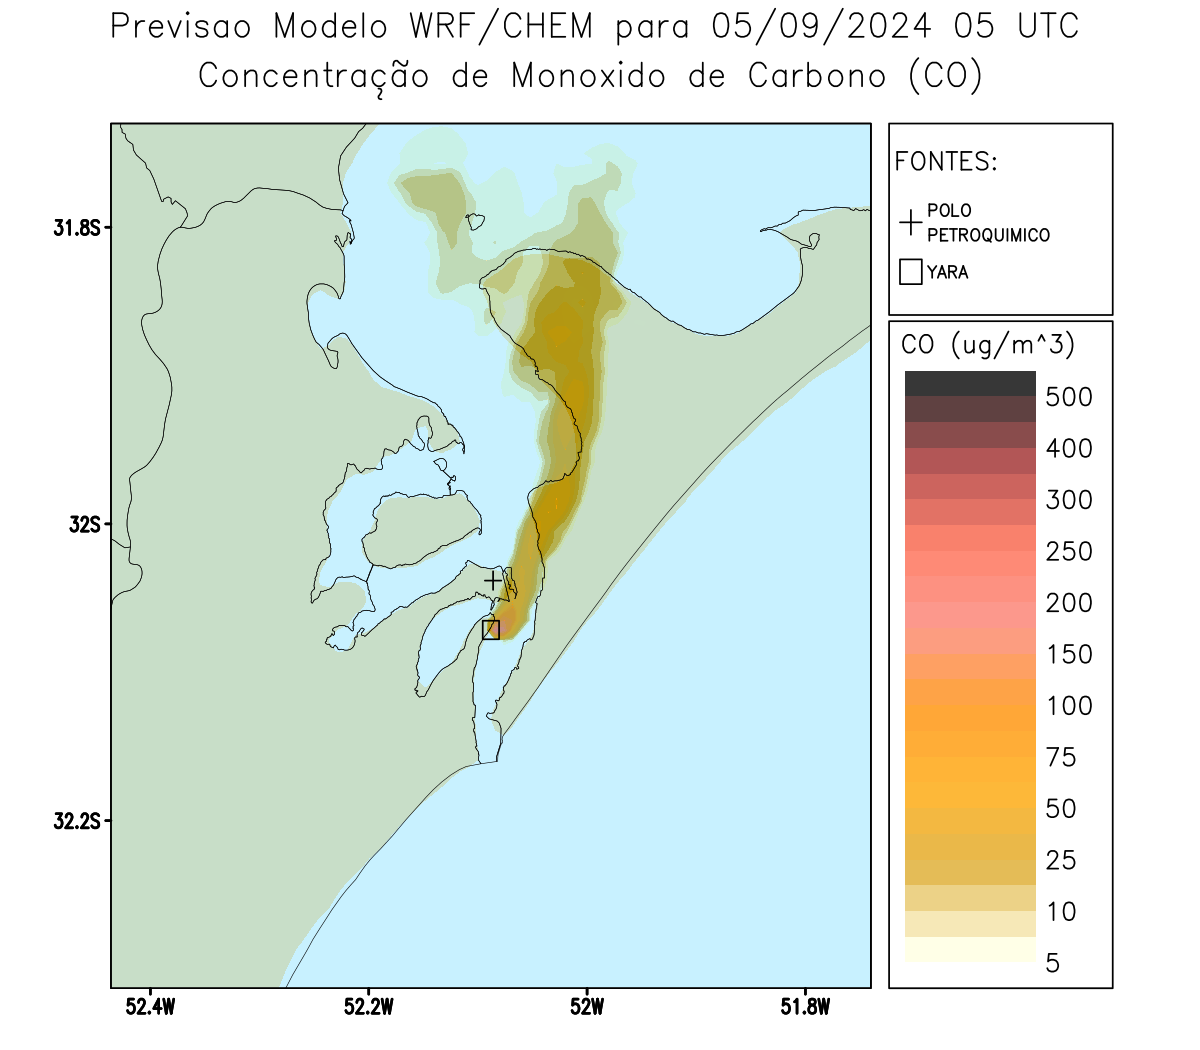 Previsao Modelo WRF/CHEM para 05/09/2024 05 UTC
Concentração de Monoxido de Carbono (CO)
FONTES:
POLO
PETROQUIMICO
YARA
CO (ug/m^3)
500
400
300
250
200
150
100
75
50
25
10
5
31.8S
32S
32.2S
52.4W
52.2W
52W
51.8W